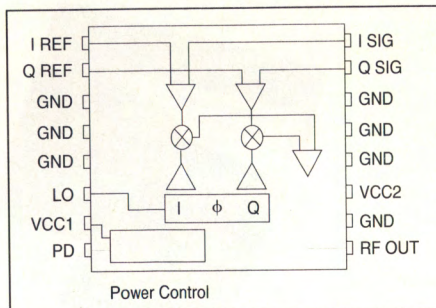 I REF
Q REF
GND
GND
GND
LO
VCC1
PD
I SIG
Q SIG
GND
GND
GND
VCC2
GND
RF OUT
I ϕ Q
Power Control